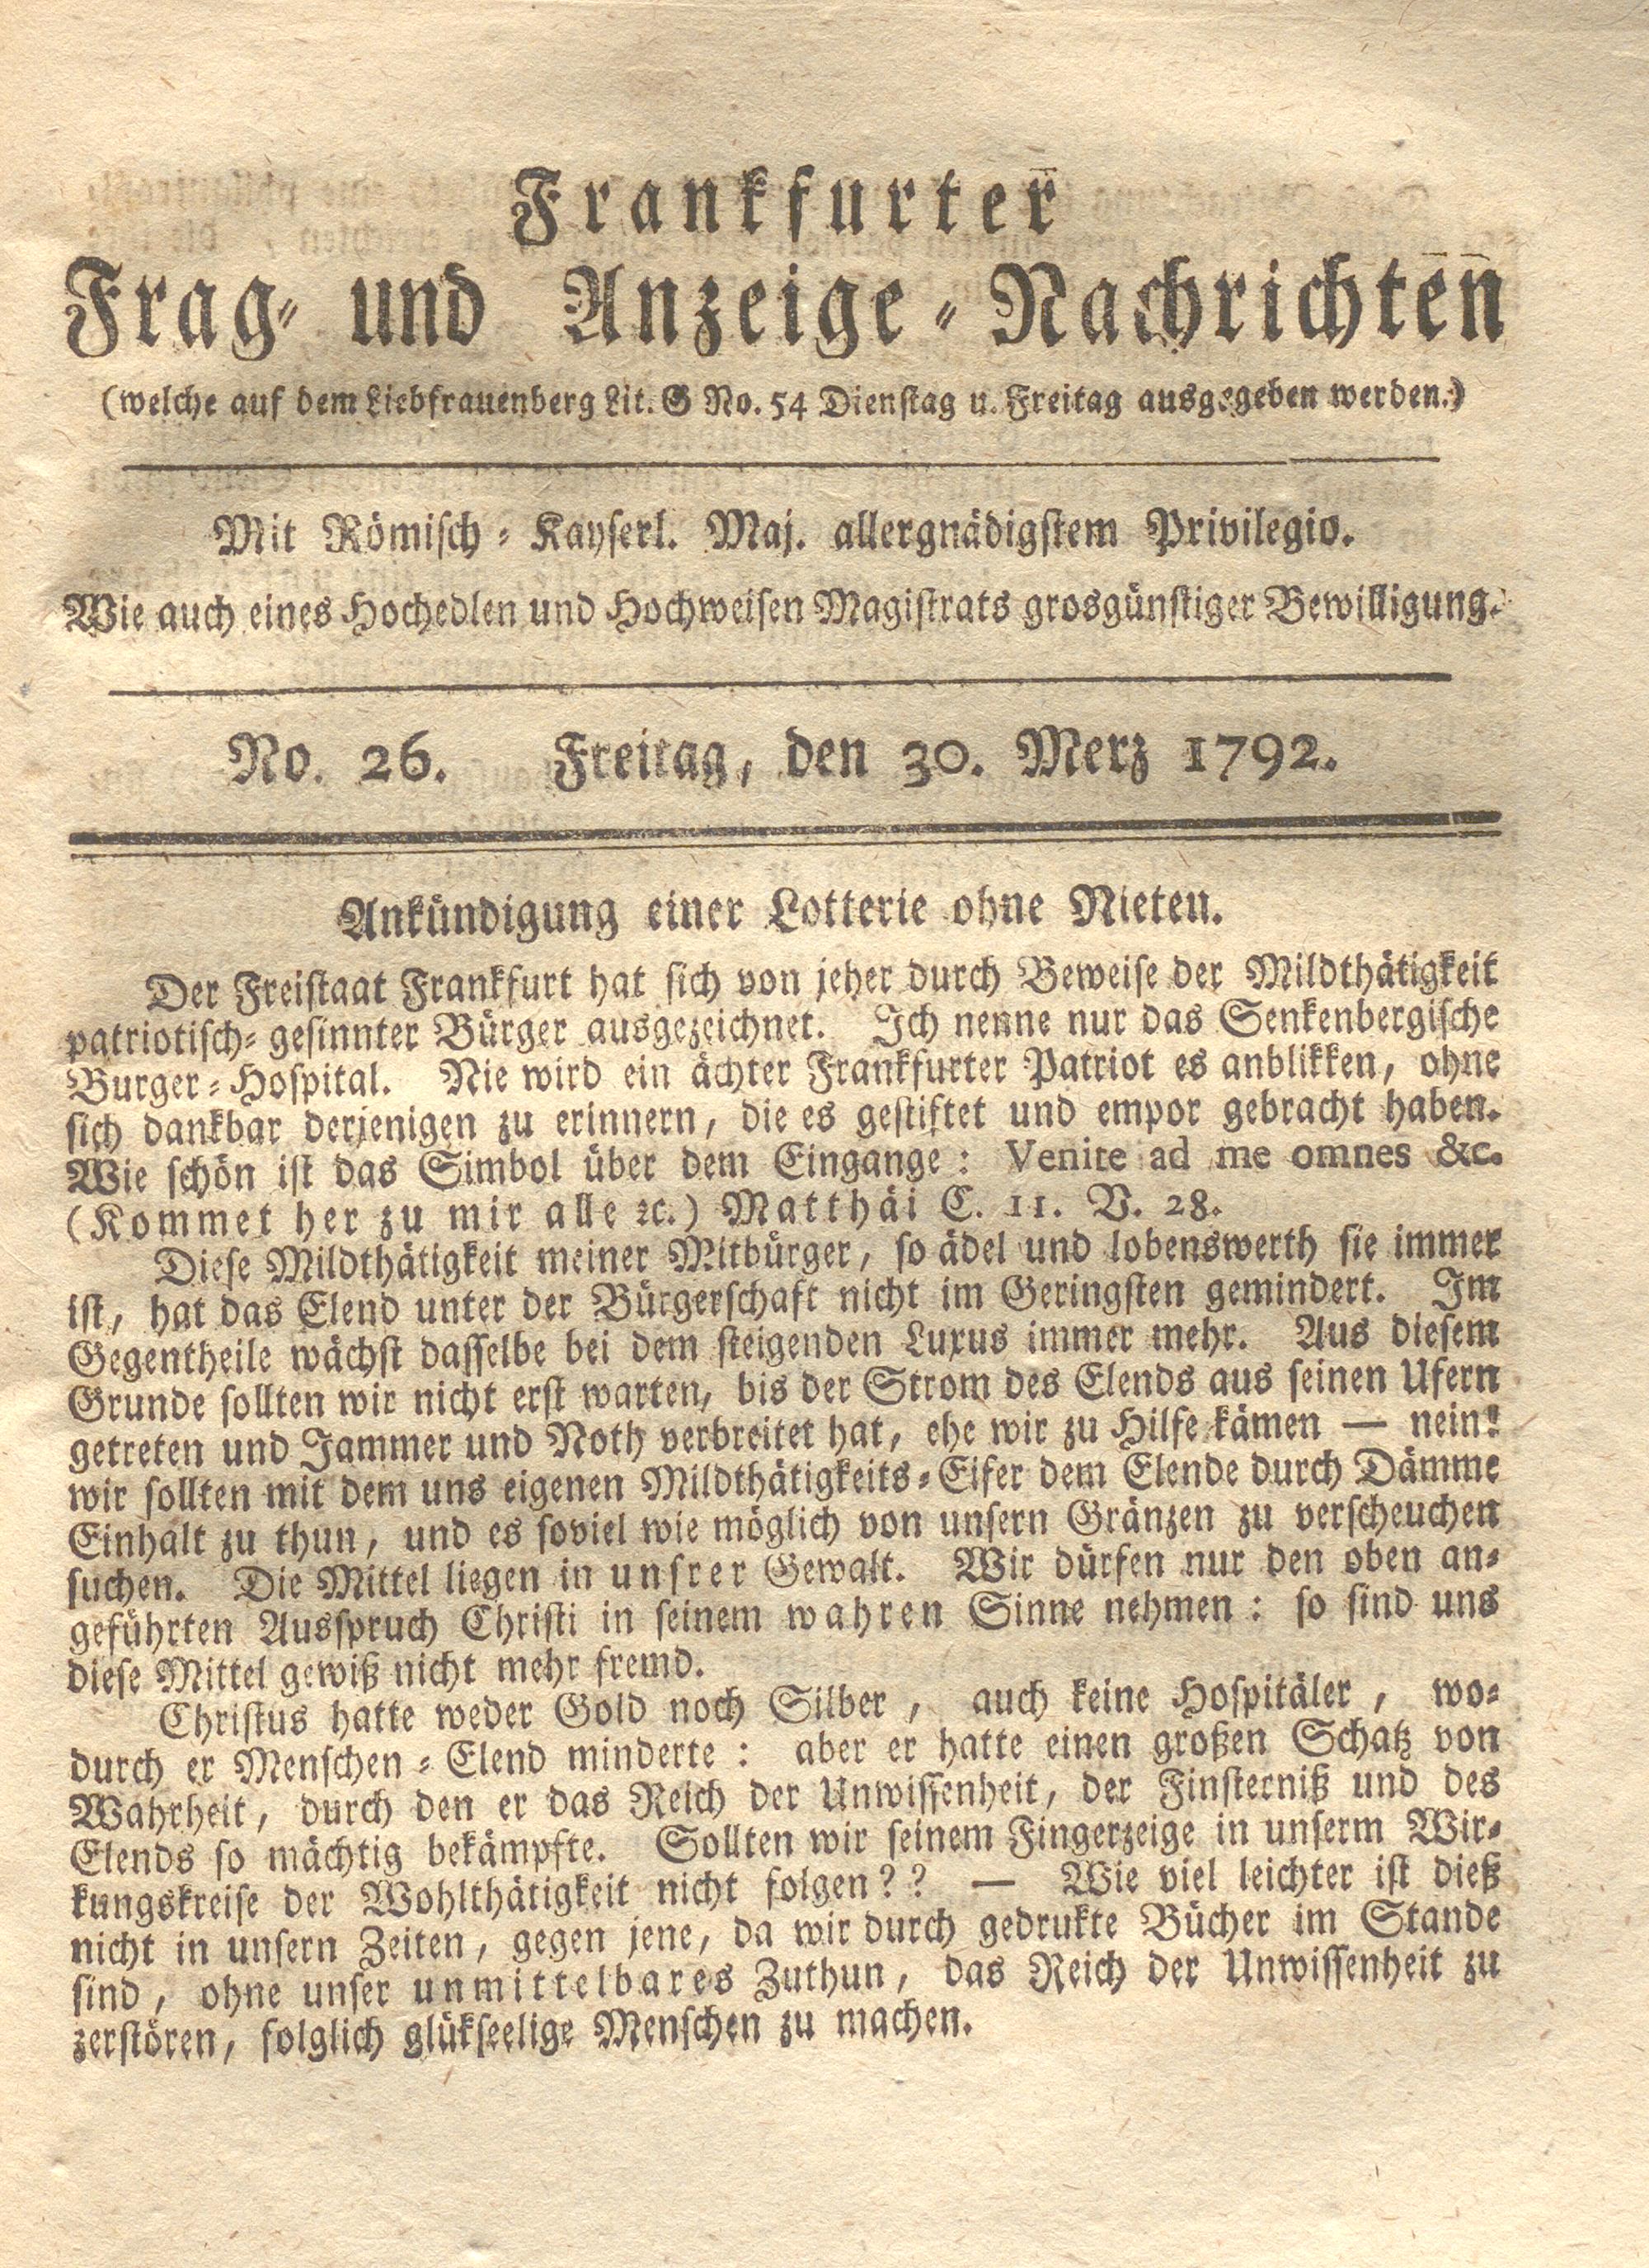 Frankfurter
Frag- und Anzeige-Nachrichten
(welche auf dem Liebfrauenberg Lit. G No. 54 Dienstag u. Freitag ausgegeben werden.)
Mit Römisch-Kayserl. Maj. allergnädigstem Privilegio.
Wie auch eines Hochedlen und Hochweisen Magistrats grosgünstiger Bewilligung.
No. 26. Freitag, den 30. Merz 1792.
Ankündigung einer Lotterie ohne Nieten.
Der Freistaat Frankfurt hat sich von jeher durch Beweise der Mildthätigkeit
patriotisch-gesinnter Bürger ausgezeichnet. Ich nenne nur das Senkenbergische
Burger-Hospital. Nie wird ein ächter Frankfurter Patriot es anblikken, ohne
sich dankbar derjenigen zu erinnern, die es gestiftet und empor gebracht haben.
Wie schön ist das Simbol über dem Eingange: Venite ad me omnes &c.
(Kommet her zu mir alle ꝛc.) Matthäi C. 11. V. 28.
Diese Mildthätigkeit meiner Mitbürger, so ädel und lobenswerth sie immer
ist, hat das Elend unter der Bürgerschaft nicht im Geringsten gemindert. Im
Gegentheile wächst dasselbe bei dem steigenden Luxus immer mehr. Aus diesem
Grunde sollten wir nicht erst warten, bis der Strom des Elends aus seinen Ufern
getreten und Jammer und Noth verbreitet hat, ehe wir zu Hilfe kämen — nein!
wir sollten mit dem uns eigenen Mildthätigkeits-Eifer dem Elende durch Dämme
Einhalt zu thun, und es soviel wie möglich von unsern Gränzen zu verscheuchen
suchen. Die Mittel liegen in unsrer Gewalt. Wir dürfen nur den oben an-
geführten Ausspruch Christi in seinem wahren Sinne nehmen: so sind uns
diese Mittel gewiß nicht mehr fremd.
Christus hatte weder Gold noch Silber, auch keine Hospitäler, wo-
durch er Menschen-Elend minderte: aber er hatte einen großen Schatz von
Wahrheit, durch den er das Reich der Unwissenheit, der Finsterniß und des
Elends so mächtig bekämpfte. Sollten wir seinem Fingerzeige in unserm Wir-
kungskreise der Wohlthätigkeit nicht folgen?? — Wie viel leichter ist dieß
nicht in unsern Zeiten, gegen jene, da wir durch gedrukte Bücher im Stande
sind, ohne unser unmittelbares Zuthun, das Reich der Unwissenheit zu
zerstören, folglich glükseelige Menschen zu machen.